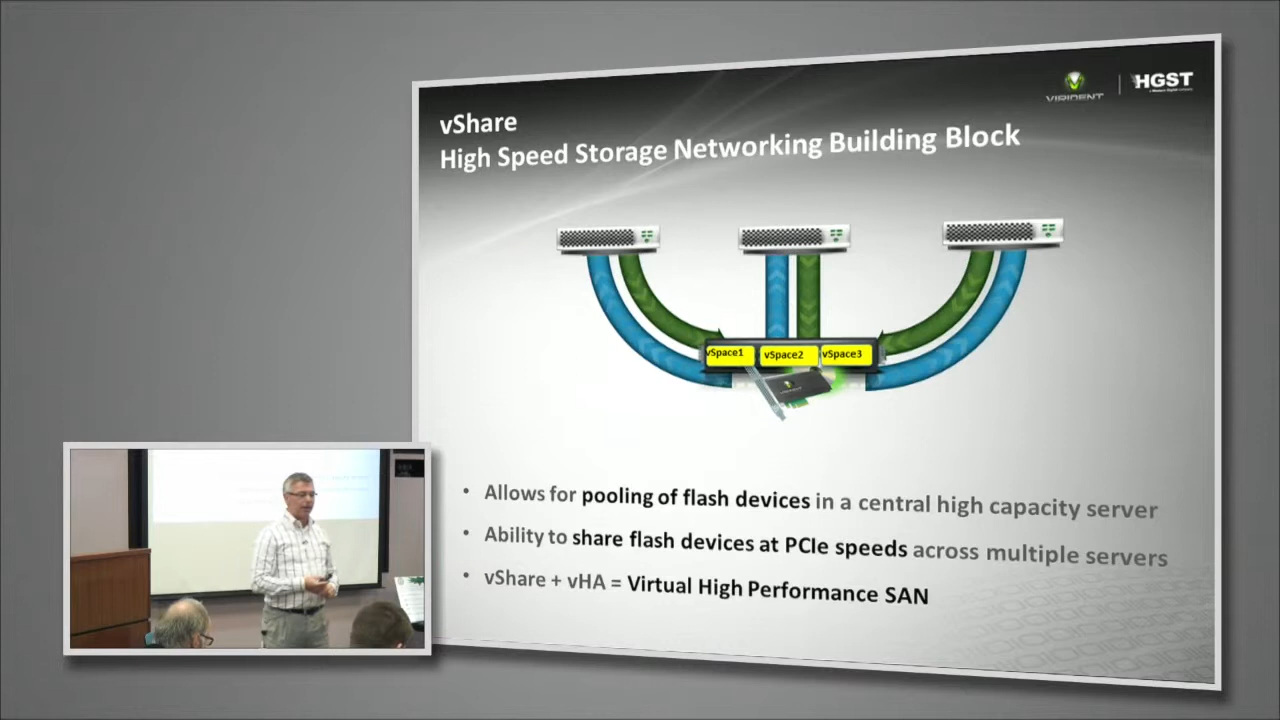 VIRIDENT
HGST
vShare
High Speed Storage Networking Building Block
vSpace1
vSpace2
vSpace3
• Allows for pooling of flash devices in a central high capacity server
• Ability to share flash devices at PCIe speeds across multiple servers
• vShare + vHA = Virtual High Performance SAN